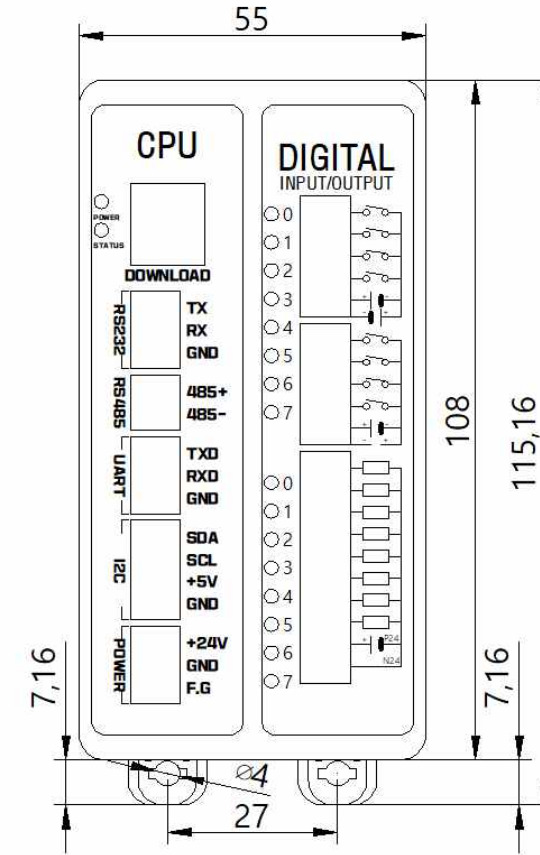 55
CPU
POWER
STATUS
DOWNLOAD
RS232
TX
RX
GND
RS485
485+
485-
UART
TXD
RXD
GND
I2C
SDA
SCL
+5V
GND
POWER
+24V
GND
F.G
DIGITAL
INPUT/OUTPUT
0
1
2
3
4
5
6
7
0
1
2
3
4
5
6
7
+ -
- +
+ -
+ -
P24
N24
108
115,16
7,16
7,16
⌀4
27